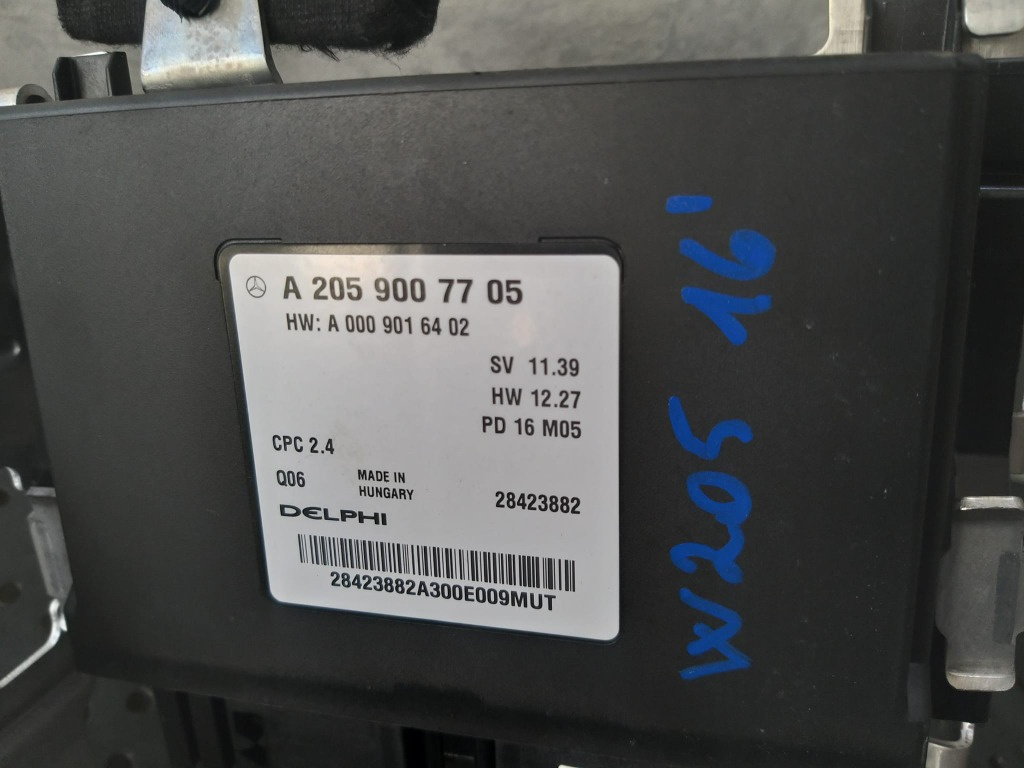 A 205 900 77 05
HW: A 000 901 64 02
SV 11.39
HW 12.27
PD 16 M05
CPC 2.4
Q06
MADE IN
HUNGARY
28423882
DELPHI
28423882A300E009MUT
W205 16'